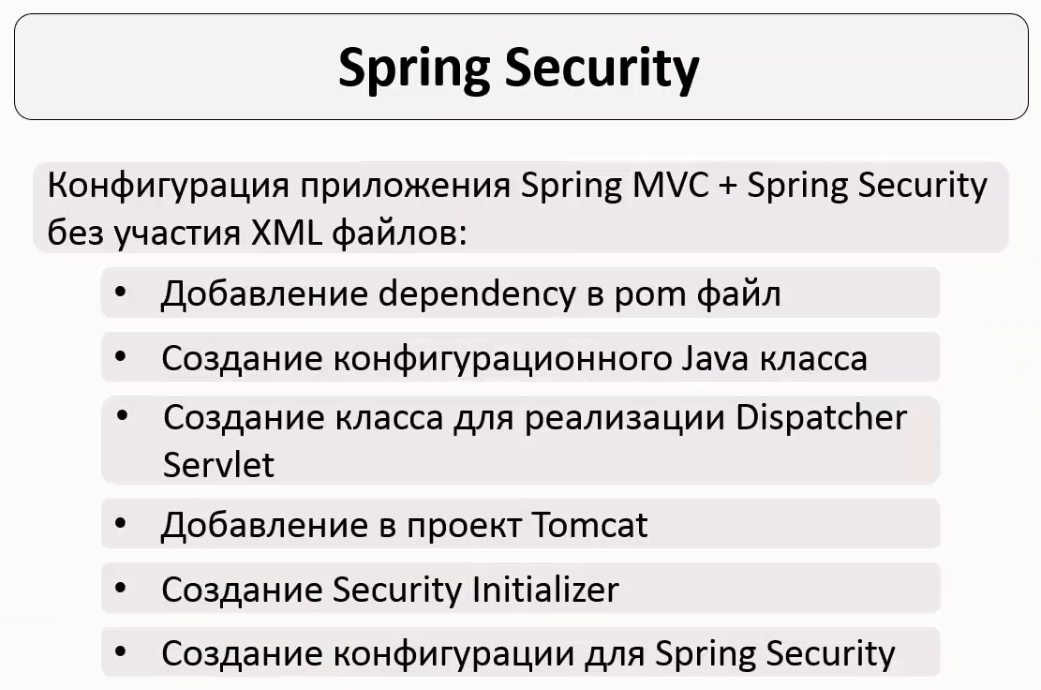 Spring Security
Конфигурация приложения Spring MVC + Spring Security
без участия XML файлов:
• Добавление dependency в pom файл
• Создание конфигурационного Java класса
• Создание класса для реализации Dispatcher
Servlet
• Добавление в проект Tomcat
• Создание Security Initializer
• Создание конфигурации для Spring Security